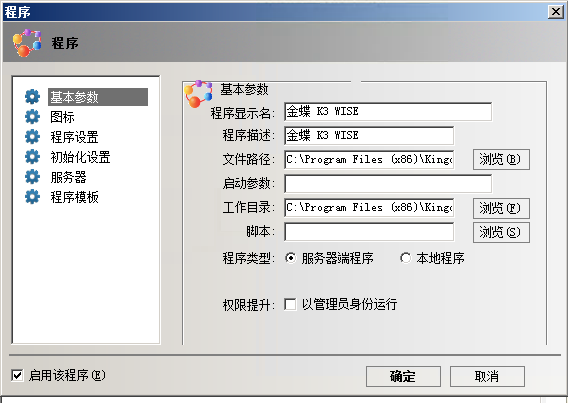 程序
程序
基本参数
图标
程序设置
初始化设置
服务器
程序模板
基本参数
程序显示名: 金蝶 K3 WISE
程序描述: 金蝶 K3 WISE
文件路径: C:\Program Files (x86)\Kingd 浏览(B)
启动参数:
工作目录: C:\Program Files (x86)\Kingd 浏览(F)
脚本: 浏览(S)
程序类型: 服务器端程序 本地程序
权限提升: 以管理员身份运行
启用该程序(E) 确定 取消